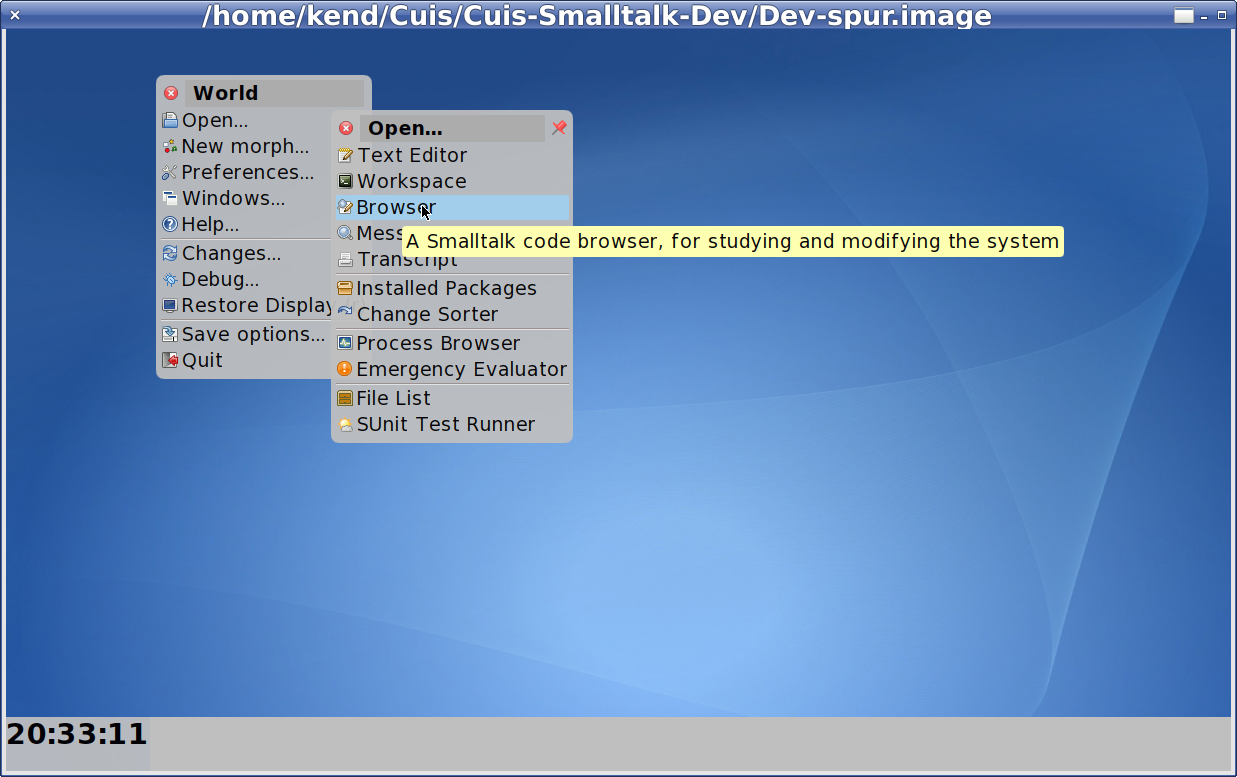 /home/kend/Cuis/Cuis-Smalltalk-Dev/Dev-spur.image
World
Open...
New morph...
Preferences...
Windows...
Help...
Changes...
Debug...
Restore Display
Save options...
Quit
Open...
Text Editor
Workspace
Browser
Mess
A Smalltalk code browser, for studying and modifying the system
Transcript
Installed Packages
Change Sorter
Process Browser
Emergency Evaluator
File List
SUnit Test Runner
20:33:11